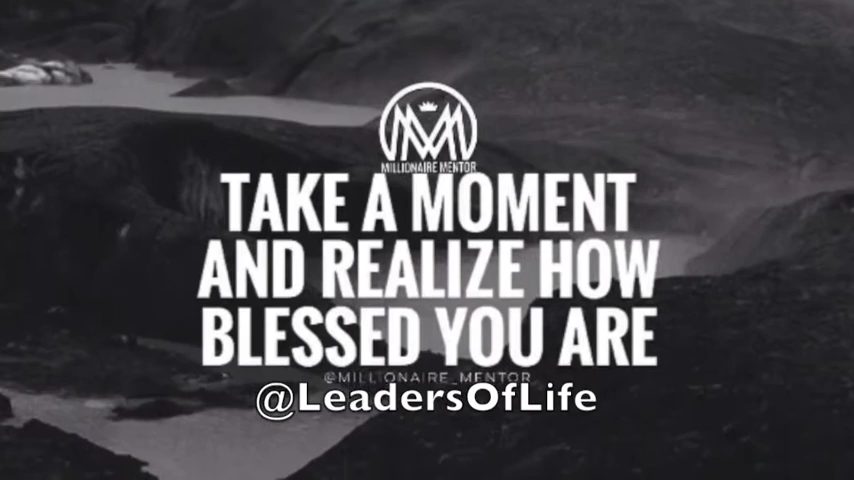 MILLIONAIRE MENTOR
TAKE A MOMENT
AND REALIZE HOW
BLESSED YOU ARE
@MILLIONAIRE_MENTOR
@LeadersOfLife